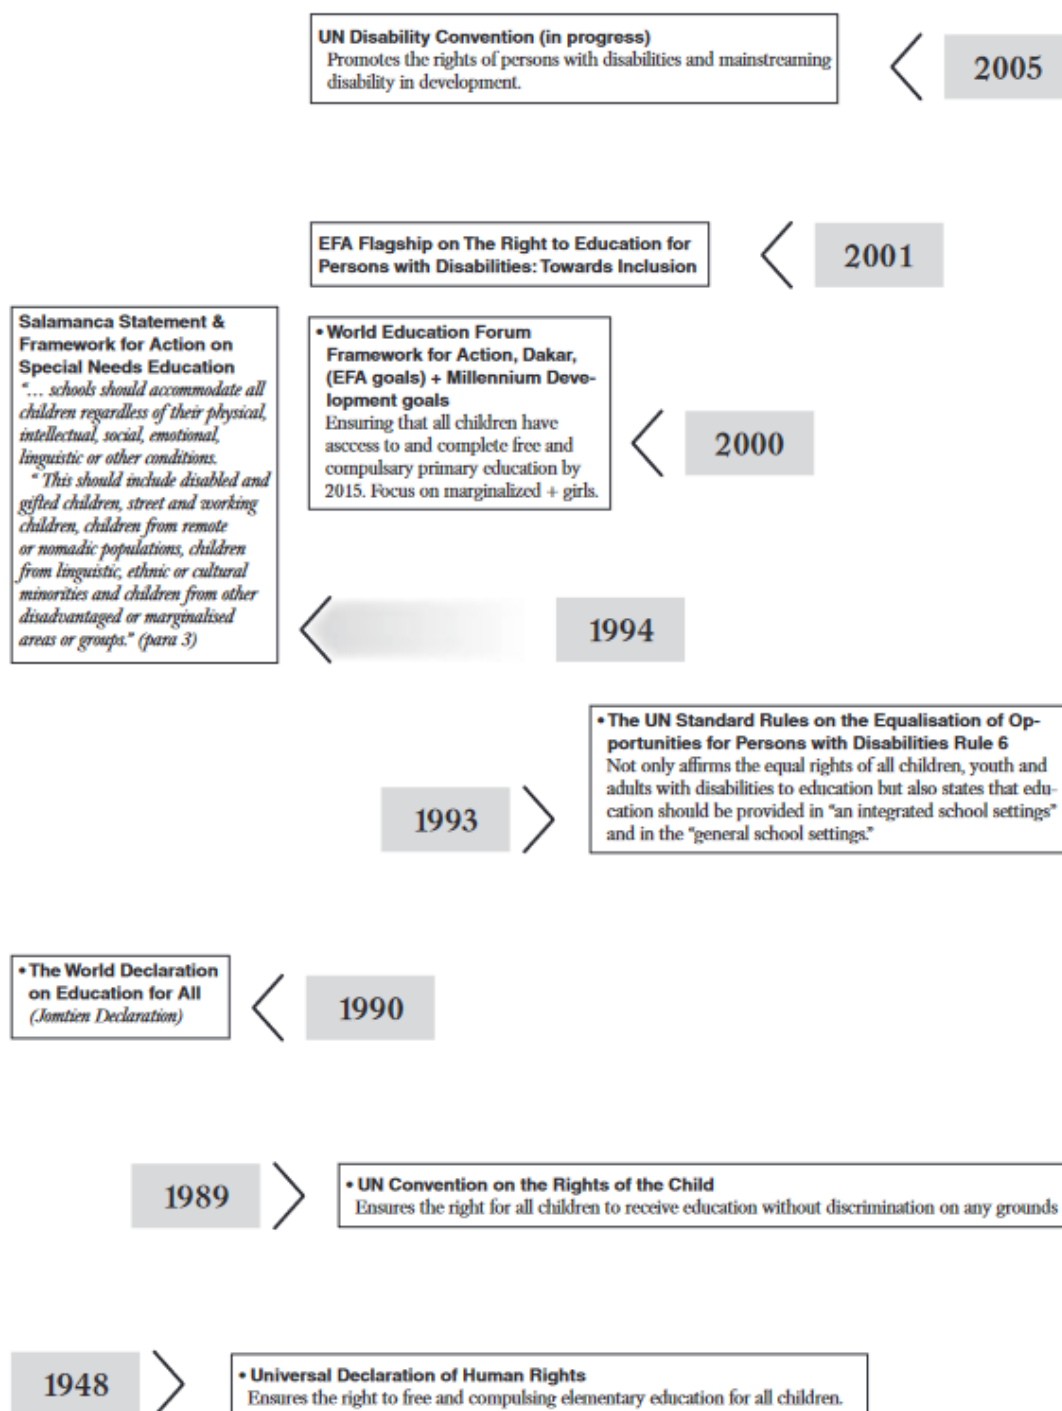 UN Disability Convention (in progress)
Promotes the rights of persons with disabilities and mainstreaming
disability in development.
2005
EFA Flagship on The Right to Education for
Persons with Disabilities: Towards Inclusion
2001
Salamanca Statement &
Framework for Action on
Special Needs Education
“... schools should accommodate all
children regardless of their physical,
intellectual, social, emotional,
linguistic or other conditions.
“ This should include disabled and
gifted children, street and working
children, children from remote
or nomadic populations, children
from linguistic, ethnic or cultural
minorities and children from other
disadvantaged or marginalised
areas or groups.” (para 3)
• World Education Forum
Framework for Action, Dakar,
(EFA goals) + Millennium Deve-
lopment goals
Ensuring that all children have
asccess to and complete free and
compulsary primary education by
2015. Focus on marginalized + girls.
2000
1994
• The UN Standard Rules on the Equalisation of Op-
portunities for Persons with Disabilities Rule 6
Not only affirms the equal rights of all children, youth and
adults with disabilities to education but also states that edu-
cation should be provided in “an integrated school settings”
and in the “general school settings.”
1993
• The World Declaration
on Education for All
(Jomtien Declaration)
1990
1989
• UN Convention on the Rights of the Child
Ensures the right for all children to receive education without discrimination on any grounds
1948
• Universal Declaration of Human Rights
Ensures the right to free and compulsing elementary education for all children.